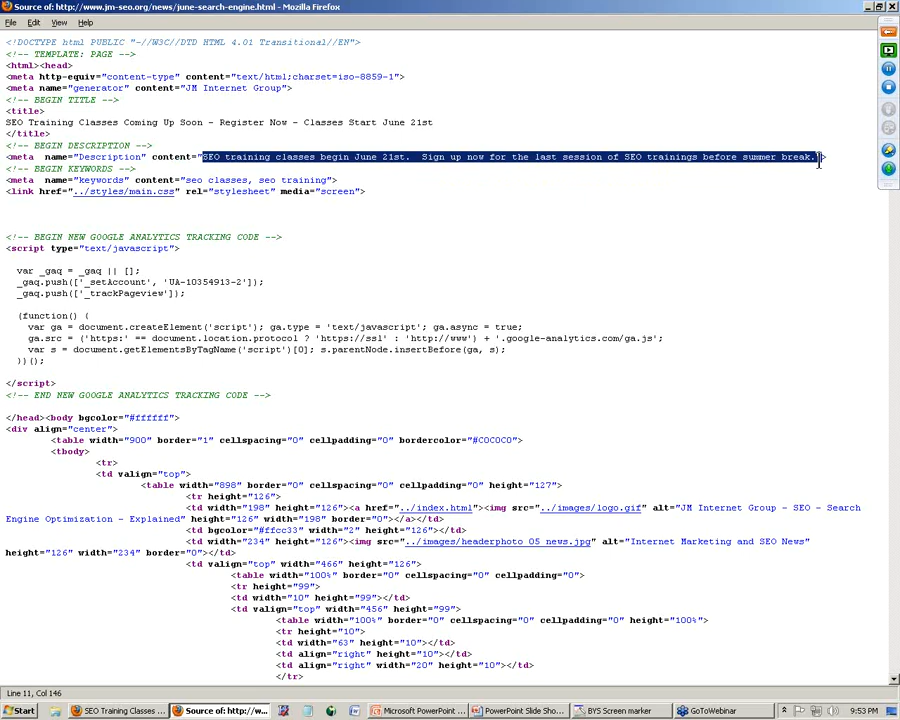 Source of: http://www.jm-seo.org/news/june-search-engine.html - Mozilla Firefox
File Edit View Help
<!DOCTYPE html PUBLIC "-//W3C//DTD HTML 4.01 Transitional//EN">
<!-- TEMPLATE: PAGE -->
<html><head>
<meta http-equiv="content-type" content="text/html;charset=iso-8859-1">
<meta name="generator" content="JM Internet Group">
<!-- BEGIN TITLE -->
<title>
SEO Training Classes Coming Up Soon - Register Now - Classes Start June 21st
</title>
<!-- BEGIN DESCRIPTION -->
<meta  name="Description" content="SEO training classes begin June 21st.  Sign up now for the last session of SEO trainings before summer break.">
<!-- BEGIN KEYWORDS -->
<meta  name="keywords" content="seo classes, seo training">
<link href="../styles/main.css" rel="stylesheet" media="screen">
<!-- BEGIN NEW GOOGLE ANALYTICS TRACKING CODE -->
<script type="text/javascript">
var _gaq = _gaq || [];
_gaq.push(['_setAccount', 'UA-10354913-2']);
_gaq.push(['_trackPageview']);
(function() {
var ga = document.createElement('script'); ga.type = 'text/javascript'; ga.async = true;
ga.src = ('https:' == document.location.protocol ? 'https://ssl' : 'http://www') + '.google-analytics.com/ga.js';
var s = document.getElementsByTagName('script')[0]; s.parentNode.insertBefore(ga, s);
})();
</script>
<!-- END NEW GOOGLE ANALYTICS TRACKING CODE -->
</head><body bgcolor="#ffffff">
<div align="center">
<table width="900" border="1" cellspacing="0" cellpadding="0" bordercolor="#C0C0C0">
<tbody>
<tr>
<td valign="top">
<table width="898" border="0" cellspacing="0" cellpadding="0" height="127">
<tr height="126">
<td width="198" height="126"><a href="../index.html"><img src="../images/logo.gif" alt="JM Internet Group - SEO - Search
Engine Optimization - Explained" height="126" width="198" border="0"></a></td>
<td bgcolor="#ffcc33" width="2" height="126"></td>
<td width="234" height="126"><img src="../images/headerphoto_05_news.jpg" alt="Internet Marketing and SEO News"
height="126" width="234" border="0"></td>
<td valign="top" width="466" height="126">
<table width="100%" border="0" cellspacing="0" cellpadding="0">
<tr height="99">
<td width="10" height="99"></td>
<td valign="top" width="456" height="99">
<table width="100%" border="0" cellspacing="0" cellpadding="0" height="100%">
<tr height="10">
<td width="63" height="10"></td>
<td align="right" height="10"></td>
<td align="right" width="20" height="10"></td>
</tr>
Line 11, Col 146
Start SEO Training Classes ... Source of: http://w... Microsoft PowerPoint ... PowerPoint Slide Sho... BYS Screen marker GoToWebinar 9:53 PM